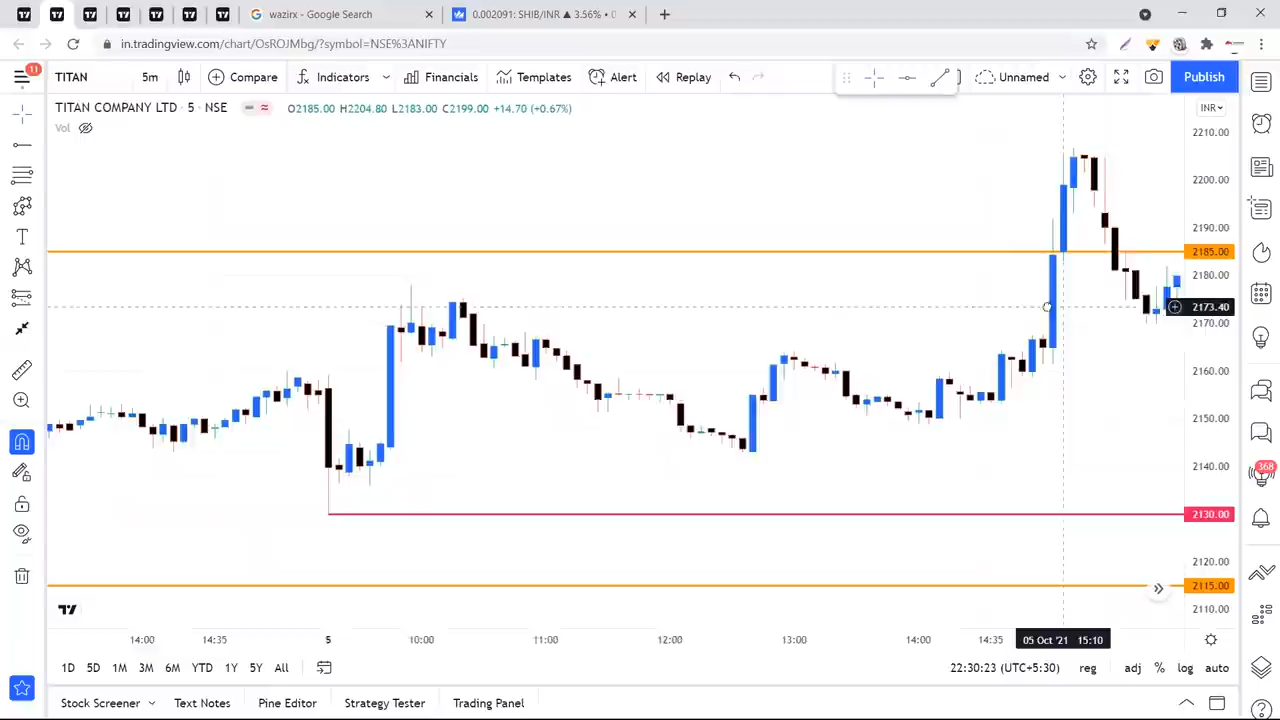 wazirx - Google Search
0.002091: SHIB/INR ▲ 3.56% •
in.tradingview.com/chart/OsROJMbg/?symbol=NSE%3ANIFTY
11
TITAN
5m
Compare
Indicators
Financials
Templates
Alert
Replay
Unnamed
Publish
TITAN COMPANY LTD · 5 · NSE
O2185.00 H2204.80 L2183.00 C2199.00 +14.70 (+0.67%)
INR
Vol
2210.00
2200.00
2190.00
2185.00
2180.00
2173.40
2170.00
2160.00
2150.00
2140.00
2130.00
2120.00
2115.00
2110.00
368
14:00
14:35
5
10:00
11:00
12:00
13:00
14:00
14:35
05 Oct '21 15:10
1D 5D 1M 3M 6M YTD 1Y 5Y All
22:30:23 (UTC+5:30)
reg
adj
%
log
auto
Stock Screener
Text Notes
Pine Editor
Strategy Tester
Trading Panel